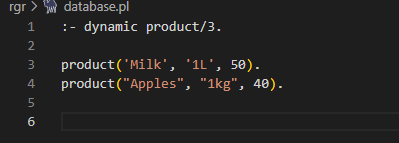 rgr > database.pl
1 :- dynamic product/3.
2
3 product('Milk', '1L', 50).
4 product("Apples", "1kg", 40).
5
6